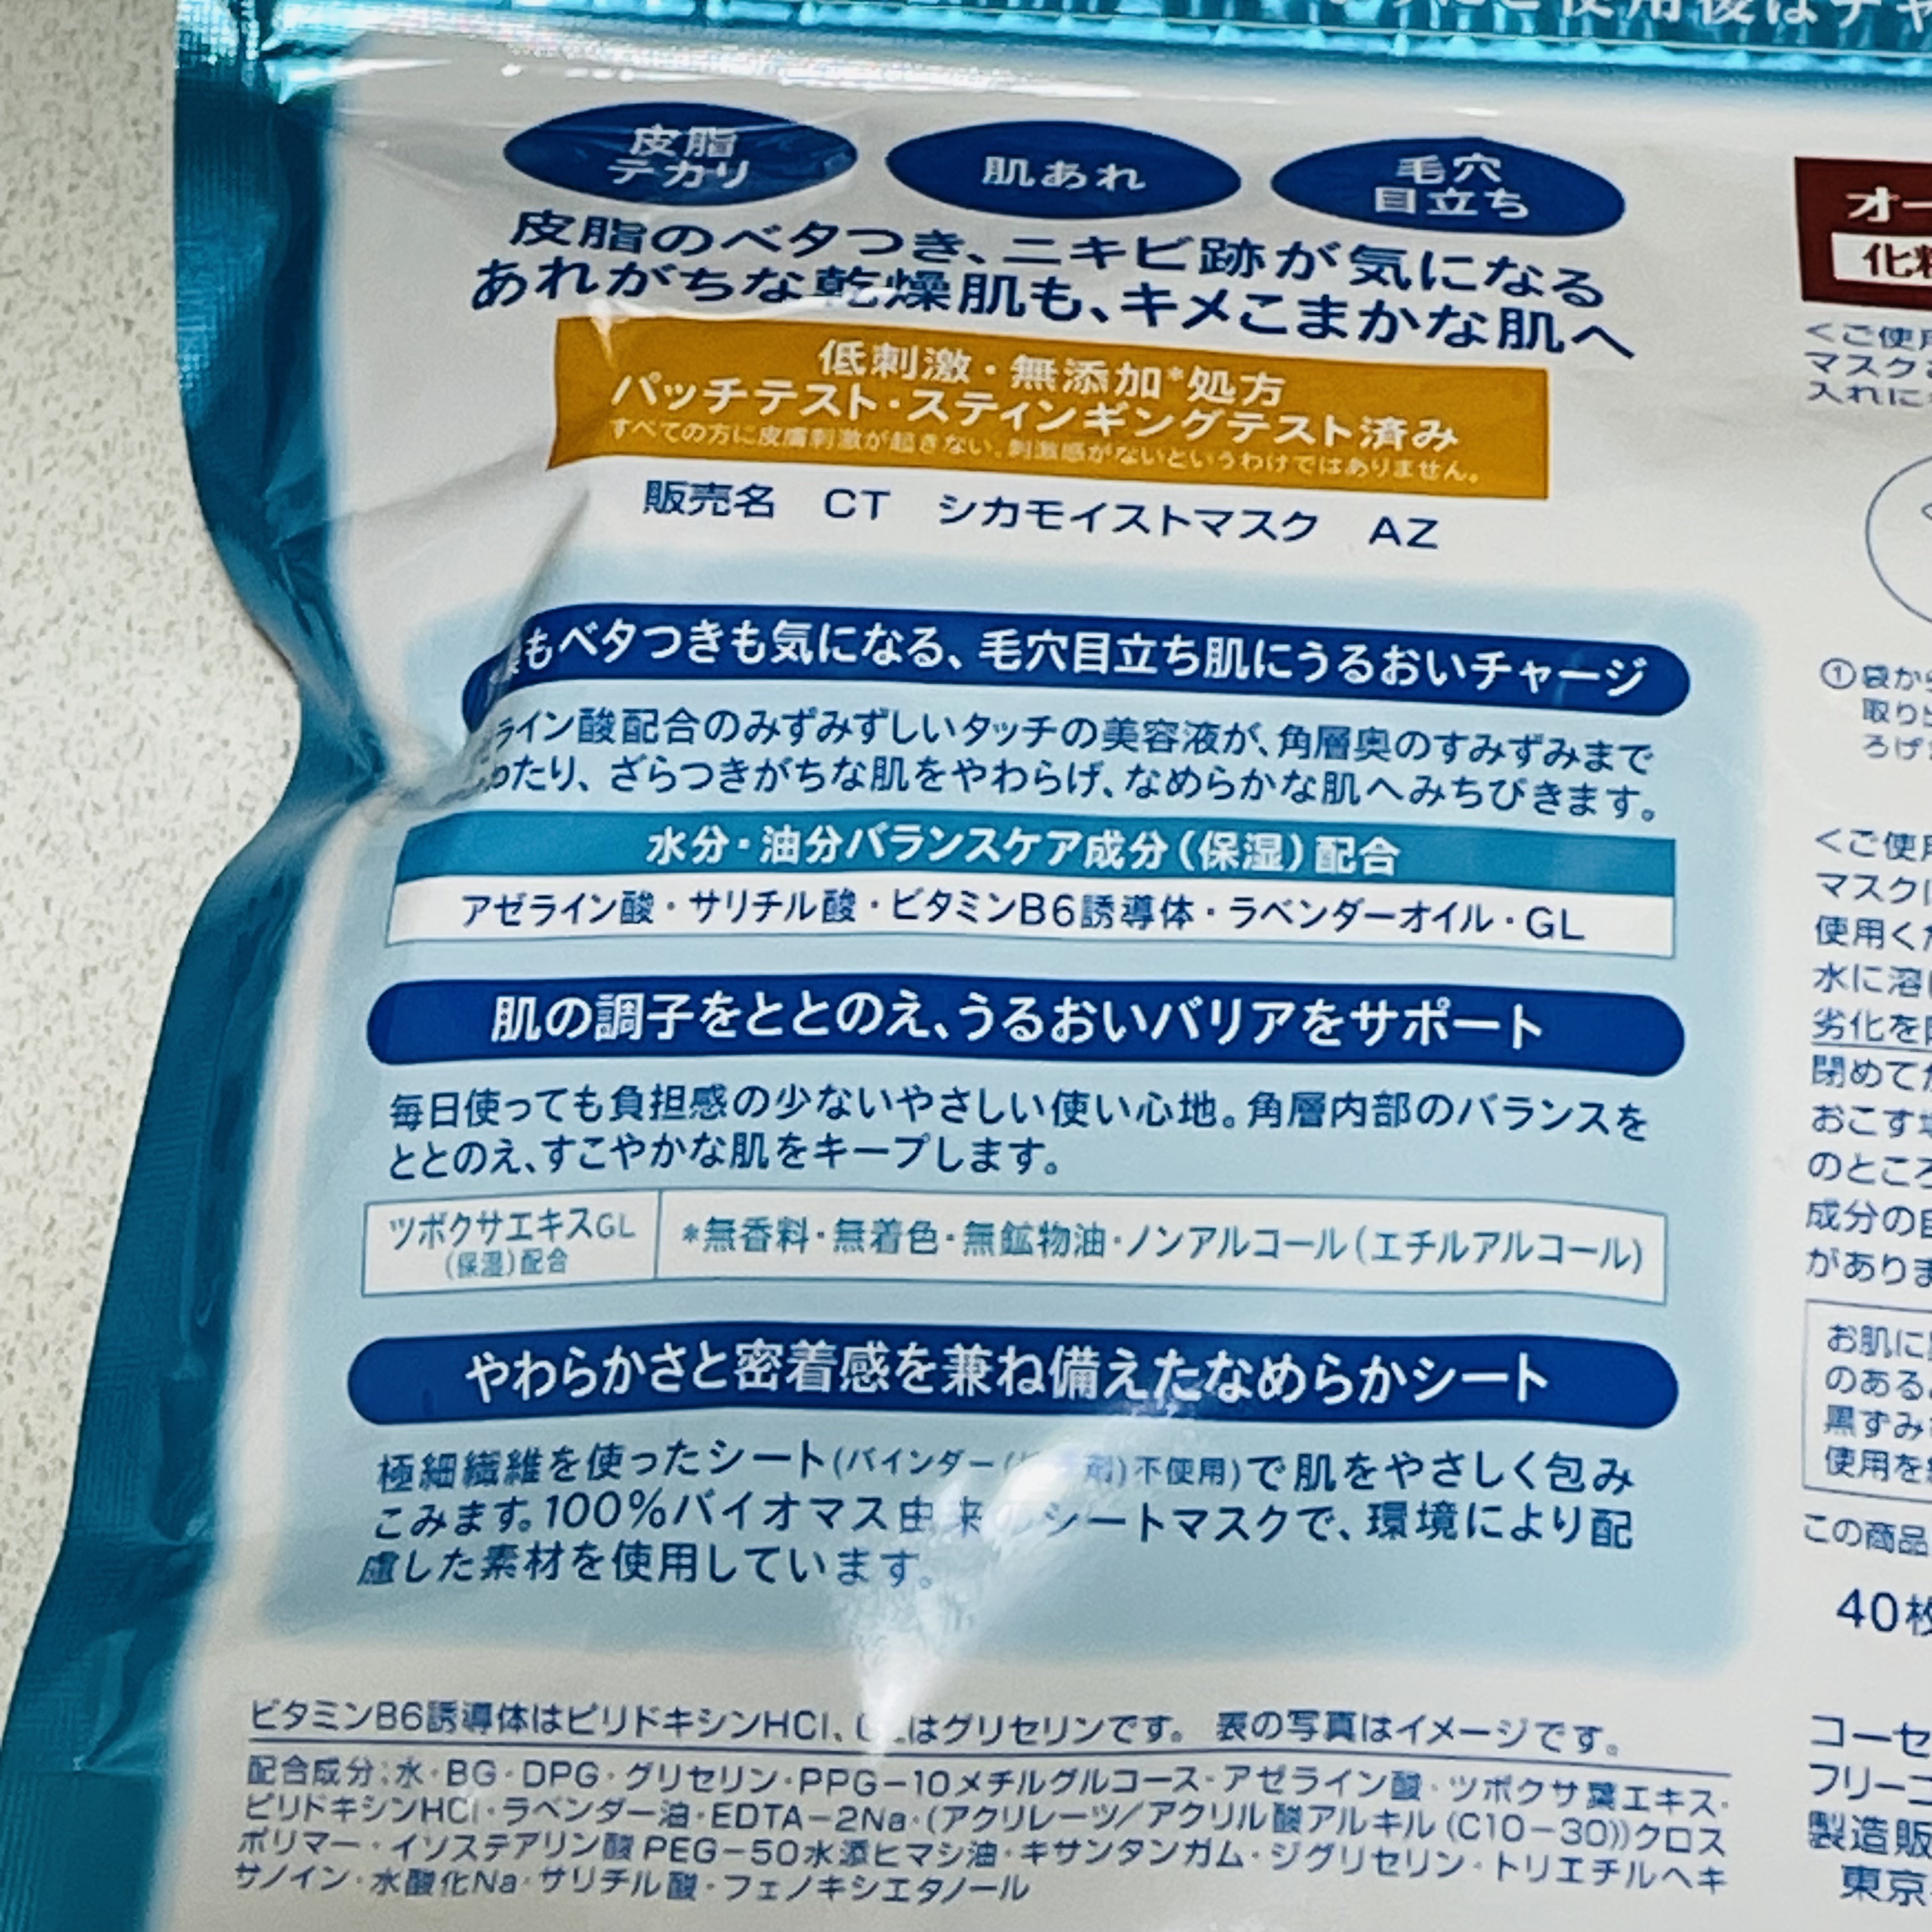 ご使用後はチャ
皮脂
テカリ
肌あれ
毛穴
目立ち
皮脂のベタつき、ニキビ跡が気になる
あれがちな乾燥肌も、キメこまかな肌へ
低刺激・無添加*処方
パッチテスト・スティンギングテスト済み
すべての方に皮膚刺激が起きない、刺激感がないというわけではありません。
販売名 CT シカモイストマスク AZ
もベタつきも気になる、毛穴目立ち肌にうるおいチャージ
ライン酸配合のみずみずしいタッチの美容液が、角層奥のすみずみまで
わたり、ざらつきがちな肌をやわらげ、なめらかな肌へみちびきます。
水分・油分バランスケア成分(保湿)配合
アゼライン酸・サリチル酸・ビタミンB6誘導体・ラベンダーオイル・GL
肌の調子をととのえ、うるおいバリアをサポート
毎日使っても負担感の少ないやさしい使い心地。角層内部のバランスを
ととのえ、すこやかな肌をキープします。
ツボクサエキスGL
(保湿)配合
*無香料・無着色・無鉱物油・ノンアルコール(エチルアルコール)
やわらかさと密着感を兼ね備えたなめらかシート
極細繊維を使ったシート(バインダー( 剤)不使用)で肌をやさしく包み
こみます。100%バイオマス由来のシートマスクで、環境により配
慮した素材を使用しています。
ビタミンB6誘導体はピリドキシンHCl、 はグリセリンです。 表の写真はイメージです。
配合成分:水・BG・DPG・グリセリン・PPG-10メチルグルコース・アゼライン酸・ツボクサ葉エキス・
ピリドキシンHCl・ラベンダー油・EDTA-2Na・(アクリレーツ/アクリル酸アルキル(C10-30))クロス
ポリマー・イソステアリン酸PEG-50水添ヒマシ油・キサンタンガム・ジグリセリン・トリエチルヘキ
サノイン・水酸化Na・サリチル酸・フェノキシエタノール
オー
化粧
<ご使用
マスク
入れに
①袋から
取り出
ろげ
<ご使用
マスクに
使用くだ
水に溶け
劣化を
閉めて
おこす
のところ
成分の
がありま
お肌に
のある
黒ずみ
使用を
この商品
40枚
コーセー
フリー
製造販
東京